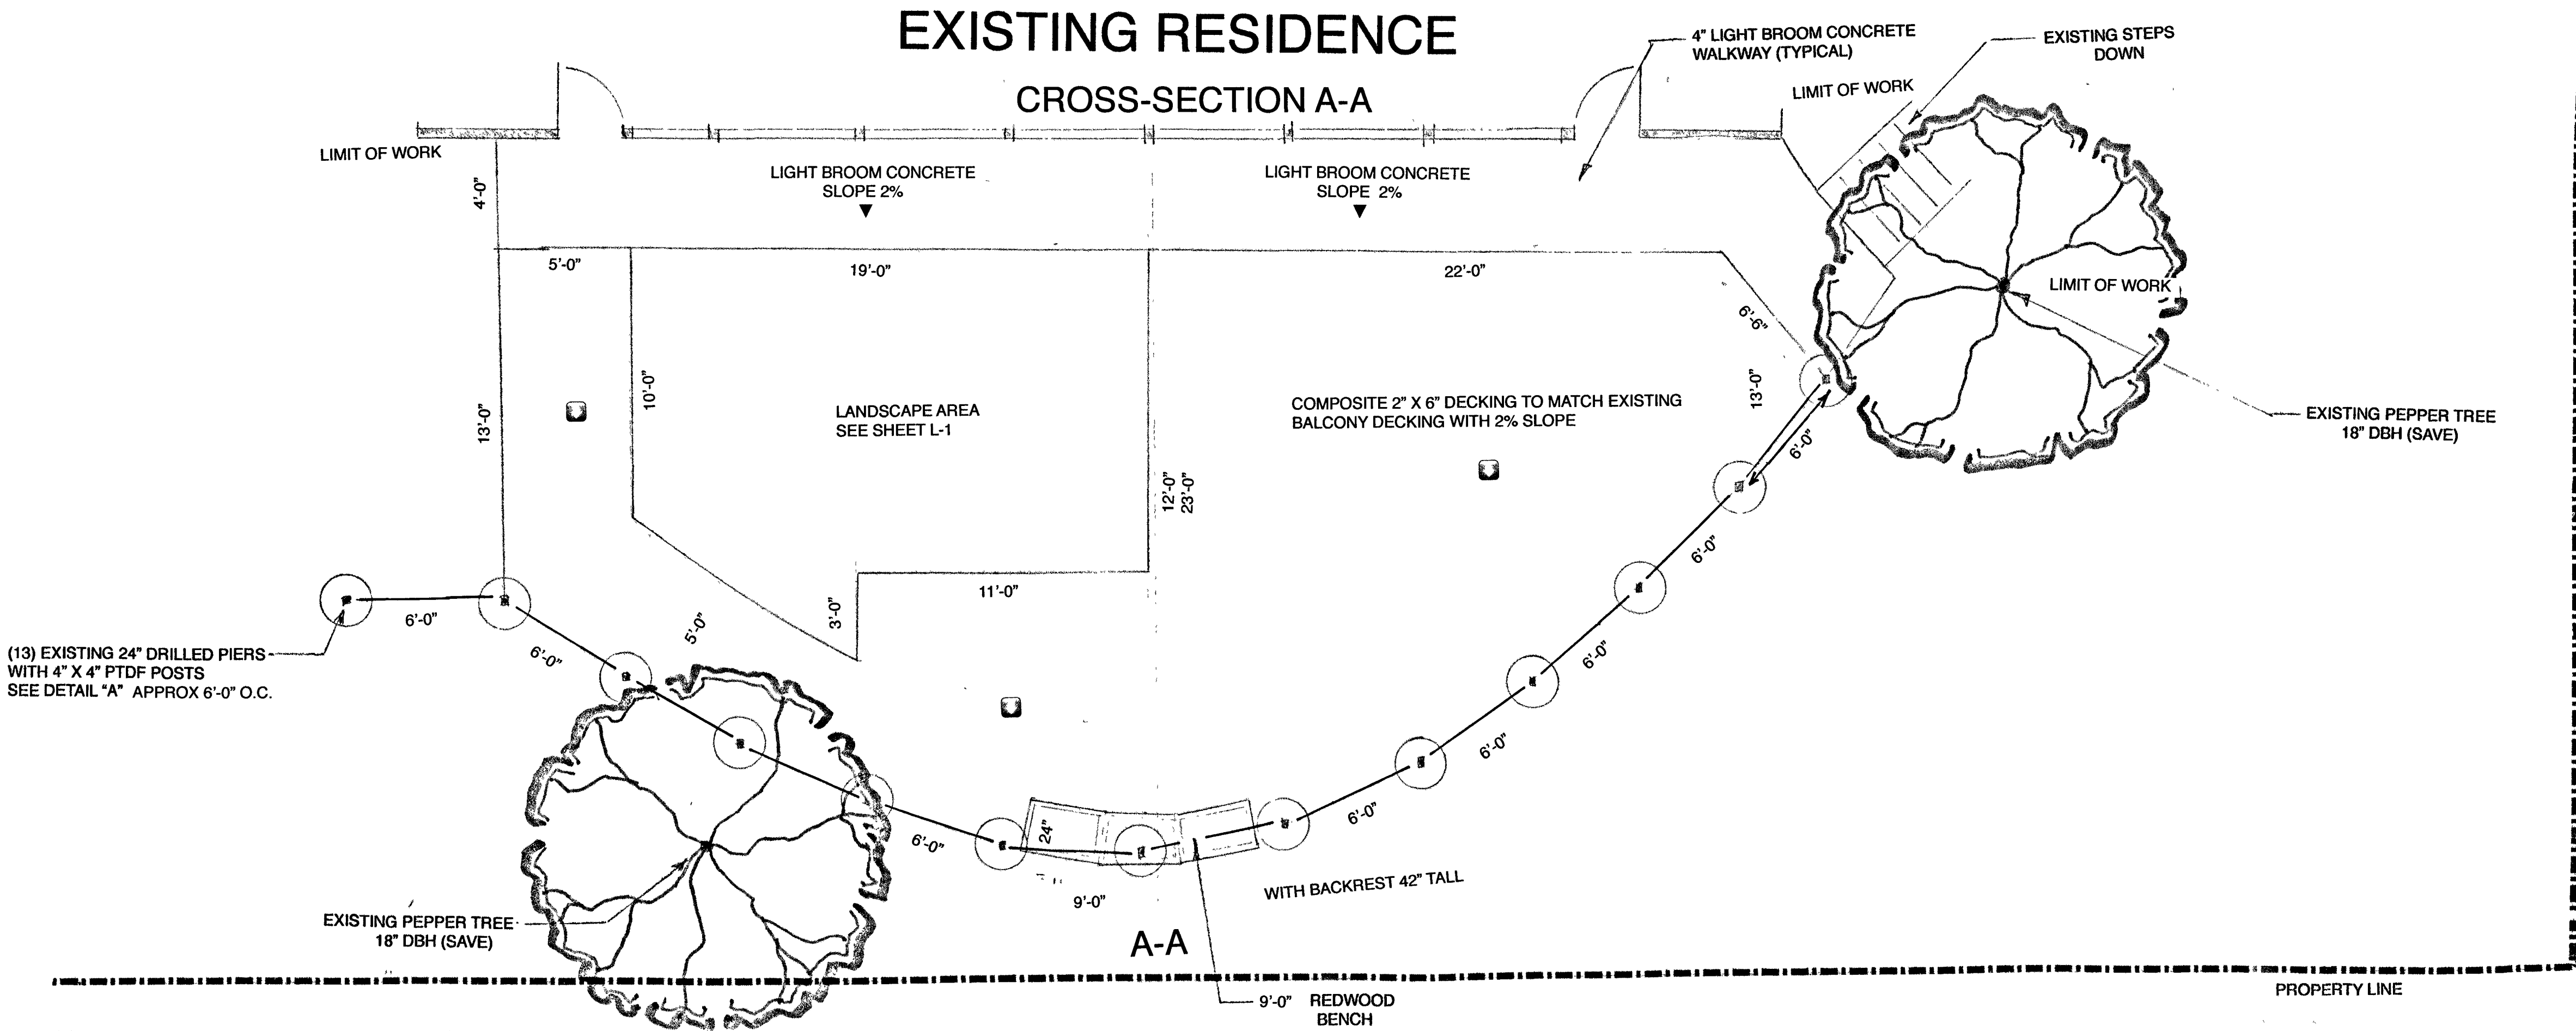 EXISTING RESIDENCE
CROSS-SECTION A-A
4" LIGHT BROOM CONCRETE
WALKWAY (TYPICAL)
EXISTING STEPS
DOWN
LIMIT OF WORK
LIMIT OF WORK
LIGHT BROOM CONCRETE
SLOPE 2%
LIGHT BROOM CONCRETE
SLOPE 2%
4'-0"
5'-0"
19'-0"
22'-0"
LIMIT OF WORK
6'-6"
13'-0"
10'-0"
LANDSCAPE AREA
SEE SHEET L-1
COMPOSITE 2" X 6" DECKING TO MATCH EXISTING
BALCONY DECKING WITH 2% SLOPE
13'-0"
6'-0"
EXISTING PEPPER TREE
18" DBH (SAVE)
12'-0"
23'-0"
6'-0"
11'-0"
3'-0"
5'-0"
6'-0"
6'-0"
6'-0"
(13) EXISTING 24" DRILLED PIERS
WITH 4" X 4" PTDF POSTS
SEE DETAIL "A" APPROX 6'-0" O.C.
6'-0"
6'-0"
6'-0"
24"
9'-0"
WITH BACKREST 42" TALL
EXISTING PEPPER TREE
18" DBH (SAVE)
A-A
9'-0" REDWOOD
BENCH
PROPERTY LINE